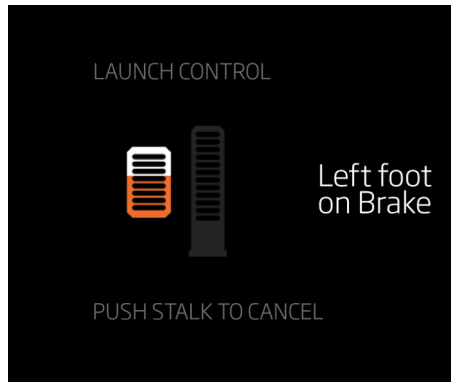 LAUNCH CONTROL
Left foot
on Brake
PUSH STALK TO CANCEL